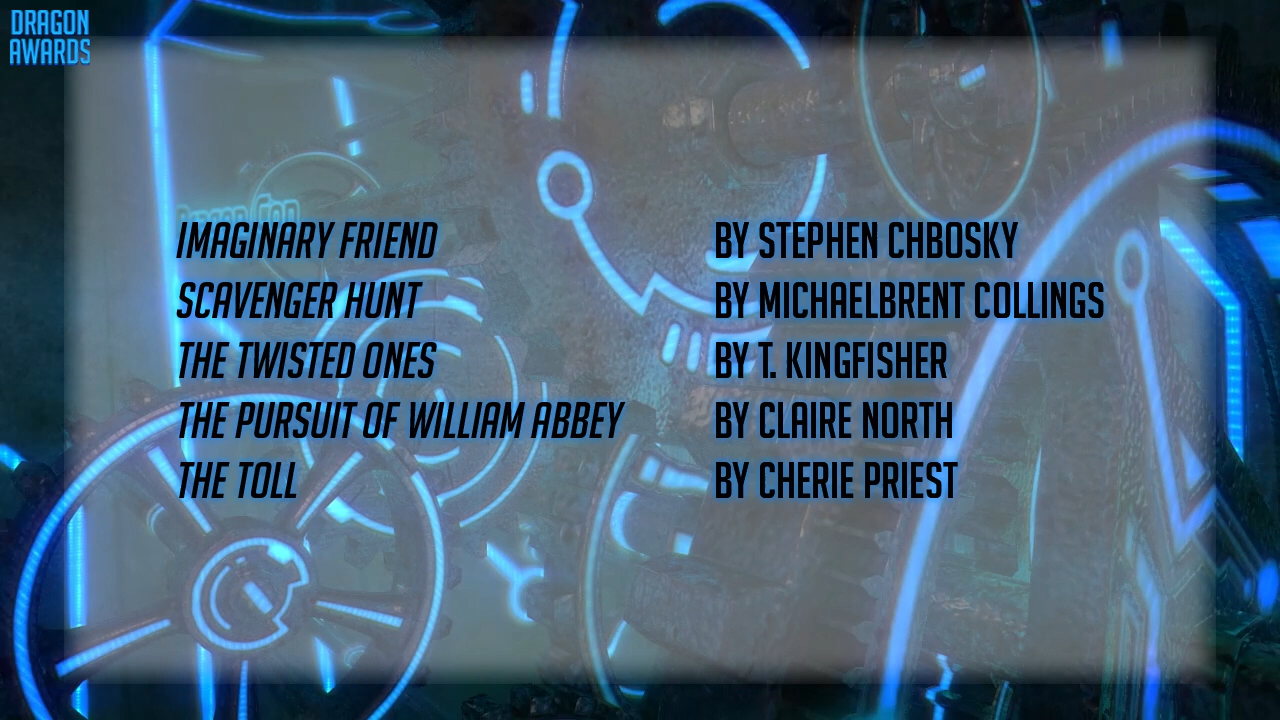 DRAGON
AWARDS
IMAGINARY FRIEND BY STEPHEN CHBOSKY
SCAVENGER HUNT BY MICHAELBRENT COLLINGS
THE TWISTED ONES BY T. KINGFISHER
THE PURSUIT OF WILLIAM ABBEY BY CLAIRE NORTH
THE TOLL BY CHERIE PRIEST